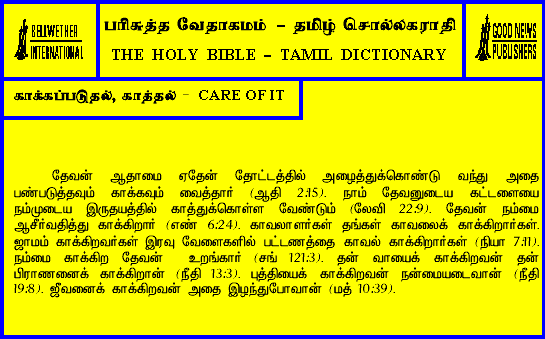 BELLWETHER
INTERNATIONAL
பரிசுத்த வேதாகமம் - தமிழ் சொல்லகராதி
THE HOLY BIBLE - TAMIL DICTIONARY
GOOD NEWS
PUBLISHERS
காக்கப்படுதல், காத்தல் - CARE OF IT
தேவன் ஆதாமை ஏதேன் தோட்டத்தில் அழைத்துக்கொண்டு வந்து அதை
பண்படுத்தவும் காக்கவும் வைத்தார் (ஆதி 2:15). நாம் தேவனுடைய கட்டளையை
நம்முடைய இருதயத்தில் காத்துக்கொள்ள வேண்டும் (லேவி 22:9). தேவன் நம்மை
ஆசீர்வதித்து காக்கிறார் (எண் 6:24). காவலாளர்கள் தங்கள் காவலைக் காக்கிறார்கள்.
ஜாமம் காக்கிறவர்கள் இரவு வேளைகளில் பட்டணத்தை காவல் காக்கிறார்கள் (நியா 7:11).
நம்மை காக்கிற தேவன் உறங்கார் (சங் 121:3). தன் வாயைக் காக்கிறவன் தன்
பிராணனைக் காக்கிறான் (நீதி 13:3). புத்தியைக் காக்கிறவன் நன்மையடைவான் (நீதி
19:8). ஜீவனைக் காக்கிறவன் அதை இழந்துபோவான் (மத் 10:39).